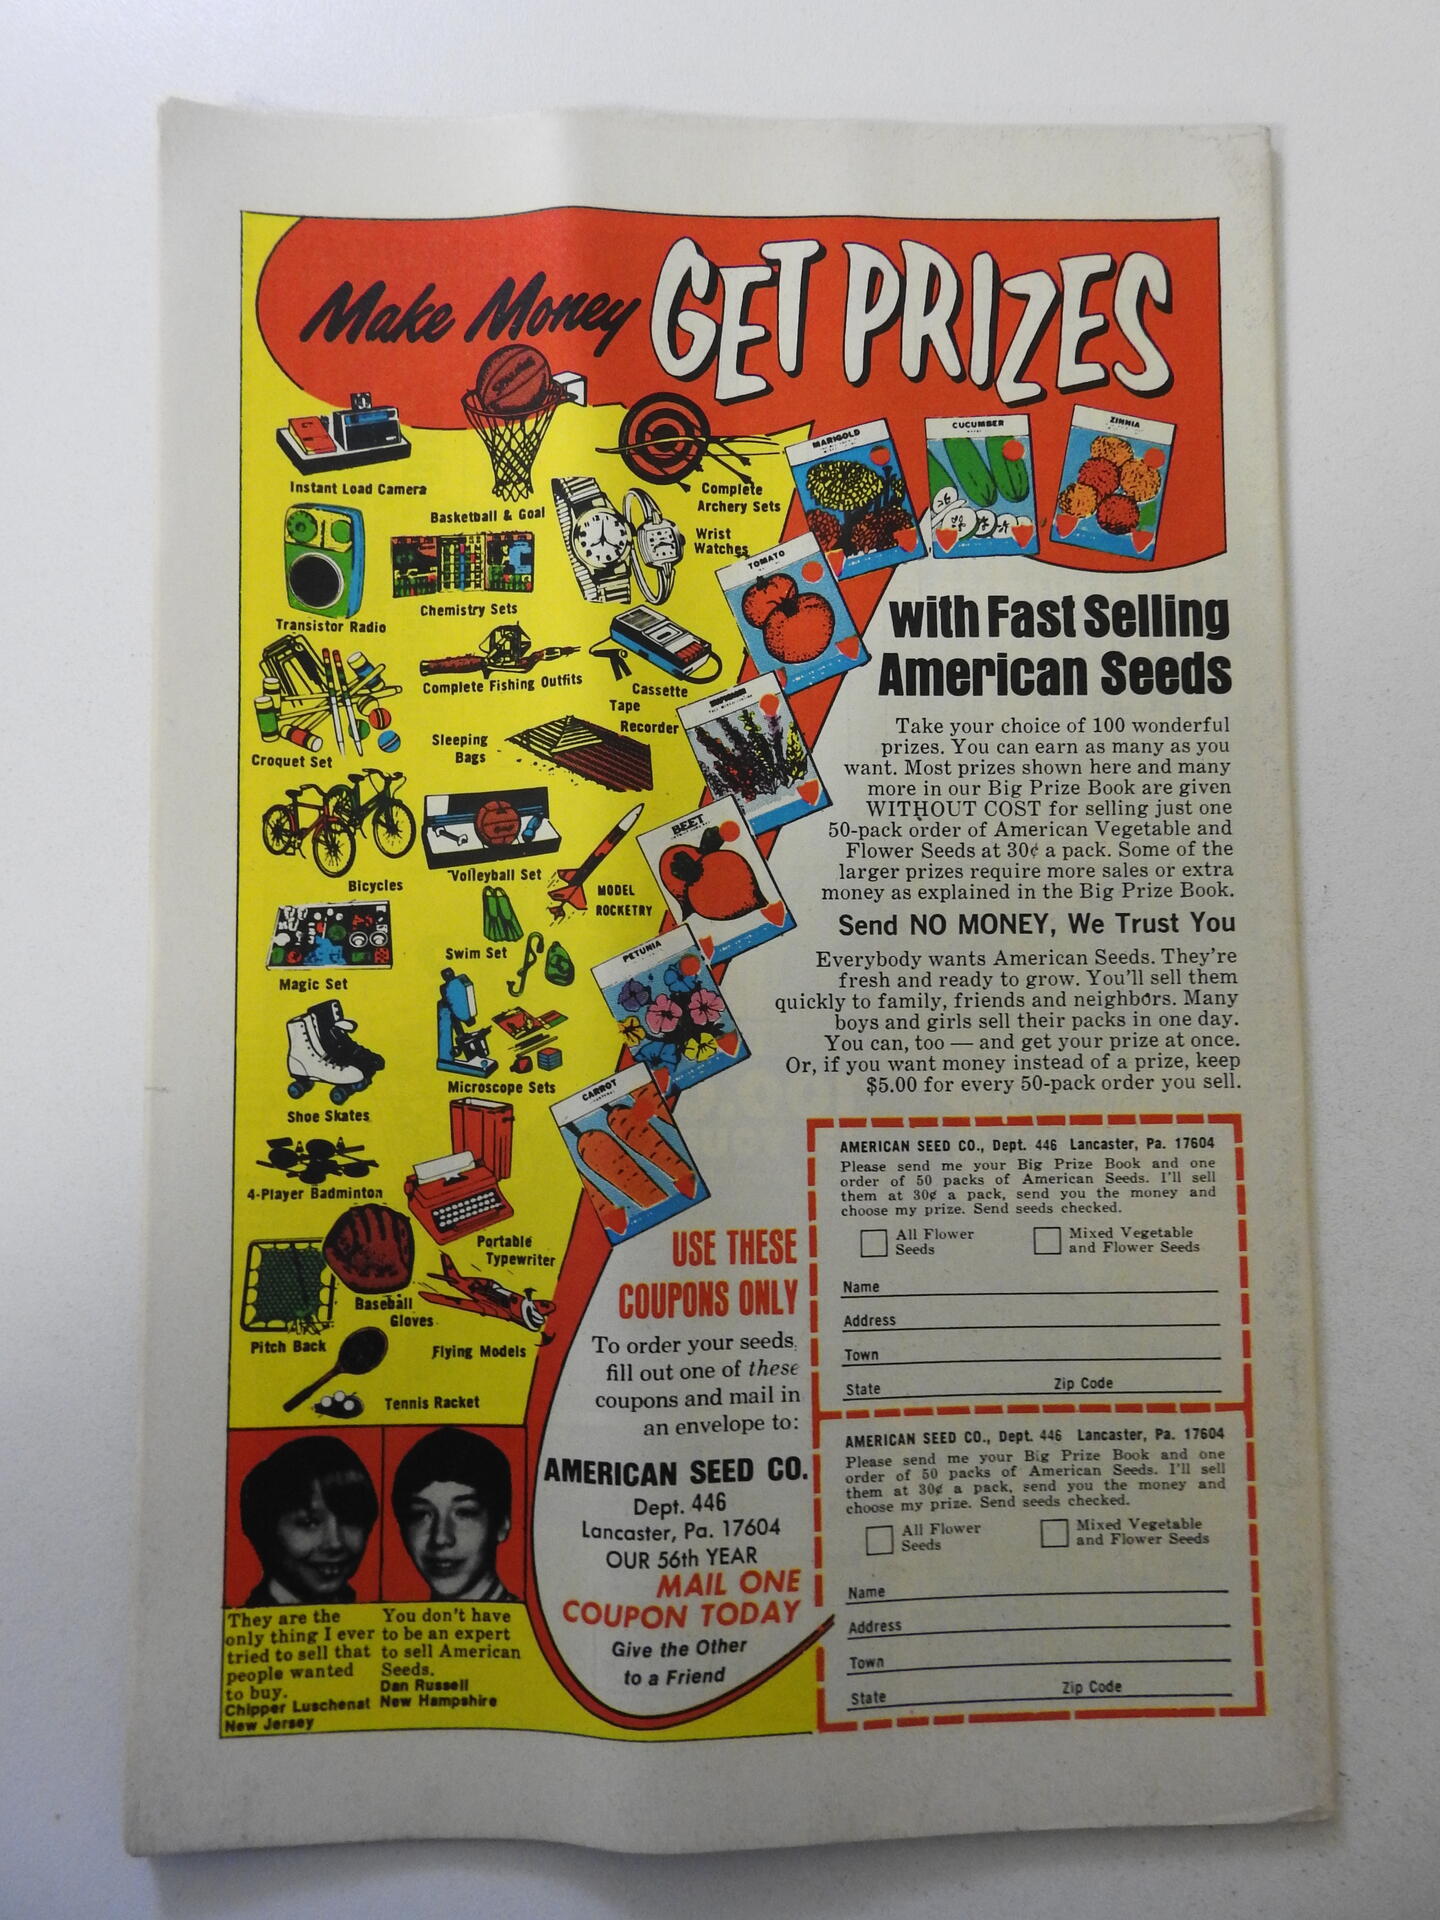 Make Money GET PRIZES
Instant Load Camera
Basketball & Goal
Complete
Archery Sets
Wrist
Watches
Transistor Radio
Chemistry Sets
Complete Fishing Outfits
Cassette
Tape
Recorder
Croquet Set
Sleeping
Bags
Bicycles
Volleyball Set
MODEL
ROCKETRY
Magic Set
Swim Set
Shoe Skates
Microscope Sets
4-Player Badminton
Portable
Typewriter
Baseball
Gloves
Pitch Back
Flying Models
Tennis Racket
MARIGOLD
CUCUMBER
ZINNIA
TOMATO
BEET
PETUNIA
CARROT
with Fast Selling
American Seeds
Take your choice of 100 wonderful
prizes. You can earn as many as you
want. Most prizes shown here and many
more in our Big Prize Book are given
WITHOUT COST for selling just one
50-pack order of American Vegetable and
Flower Seeds at 30¢ a pack. Some of the
larger prizes require more sales or extra
money as explained in the Big Prize Book.
Send NO MONEY, We Trust You
Everybody wants American Seeds. They're
fresh and ready to grow. You'll sell them
quickly to family, friends and neighbors. Many
boys and girls sell their packs in one day.
You can, too — and get your prize at once.
Or, if you want money instead of a prize, keep
$5.00 for every 50-pack order you sell.
USE THESE
COUPONS ONLY
To order your seeds,
fill out one of these
coupons and mail in
an envelope to:
AMERICAN SEED CO.
Dept. 446
Lancaster, Pa. 17604
OUR 56th YEAR
MAIL ONE
COUPON TODAY
Give the Other
to a Friend
AMERICAN SEED CO., Dept. 446 Lancaster, Pa. 17604
Please send me your Big Prize Book and one
order of 50 packs of American Seeds. I'll sell
them at 30¢ a pack, send you the money and
choose my prize. Send seeds checked.
All Flower
Seeds
Mixed Vegetable
and Flower Seeds
Name
Address
Town
State Zip Code
AMERICAN SEED CO., Dept. 446 Lancaster, Pa. 17604
Please send me your Big Prize Book and one
order of 50 packs of American Seeds. I'll sell
them at 30¢ a pack, send you the money and
choose my prize. Send seeds checked.
All Flower
Seeds
Mixed Vegetable
and Flower Seeds
Name
Address
Town
State Zip Code
They are the
only thing I ever
tried to sell that
people wanted
to buy.
Chipper Luschenat
New Jersey
You don't have
to be an expert
to sell American
Seeds.
Dan Russell
New Hampshire